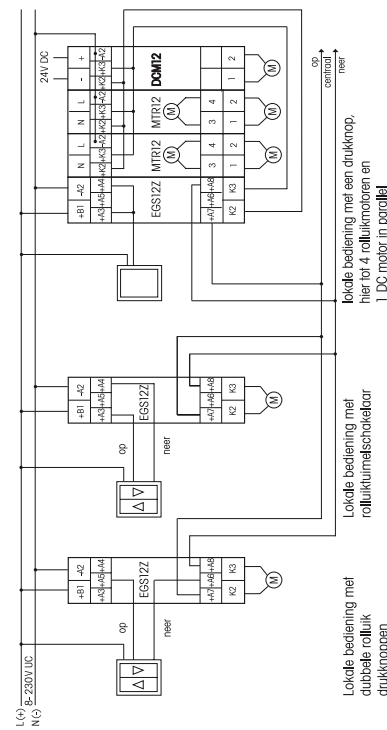 L(+)
8-230V UC
N(-)
+B1 -A2
+A3+A5+A4
EGS12Z
op
neer
+A7+A6+A8
K2 K3
M
Lokale bediening met
dubbele rolluik
drukknoppen
+B1 -A2
+A3+A5+A4
EGS12Z
op
neer
+A7+A6+A8
K2 K3
M
Lokale bediening met
rolluiktuimelschakelaar
+B1 -A2
+A3+A5+A4
EGS12Z
+A7+A6+A8
K2 K3
N L
+K2+K3-A2
MTR12
M
3 4
1 2
M
N L
+K2+K3-A2
MTR12
M
3 4
1 2
M
24V DC
- +
+K2+K3-A2
DCM12
1 2
M
op
centraal
neer
lokale bediening met een drukknop,
hier tot 4 rolluikmotoren en
1 DC motor in parallel